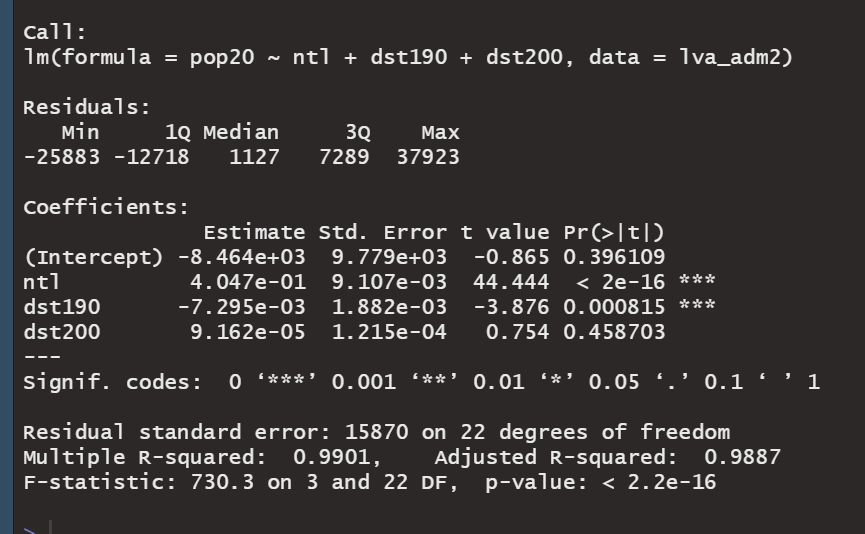 Call:
lm(formula = pop20 ~ ntl + dst190 + dst200, data = lva_adm2)
Residuals:
   Min     1Q Median     3Q    Max
-25883 -12718   1127   7289  37923
Coefficients:
              Estimate Std. Error t value Pr(>|t|)
(Intercept) -8.464e+03  9.779e+03  -0.865 0.396109
ntl          4.047e-01  9.107e-03  44.444  < 2e-16 ***
dst190      -7.295e-03  1.882e-03  -3.876 0.000815 ***
dst200       9.162e-05  1.215e-04   0.754 0.458703
---
Signif. codes:  0 ‘***’ 0.001 ‘**’ 0.01 ‘*’ 0.05 ‘.’ 0.1 ‘ ’ 1
Residual standard error: 15870 on 22 degrees of freedom
Multiple R-squared:  0.9901,    Adjusted R-squared:  0.9887
F-statistic: 730.3 on 3 and 22 DF,  p-value: < 2.2e-16
>